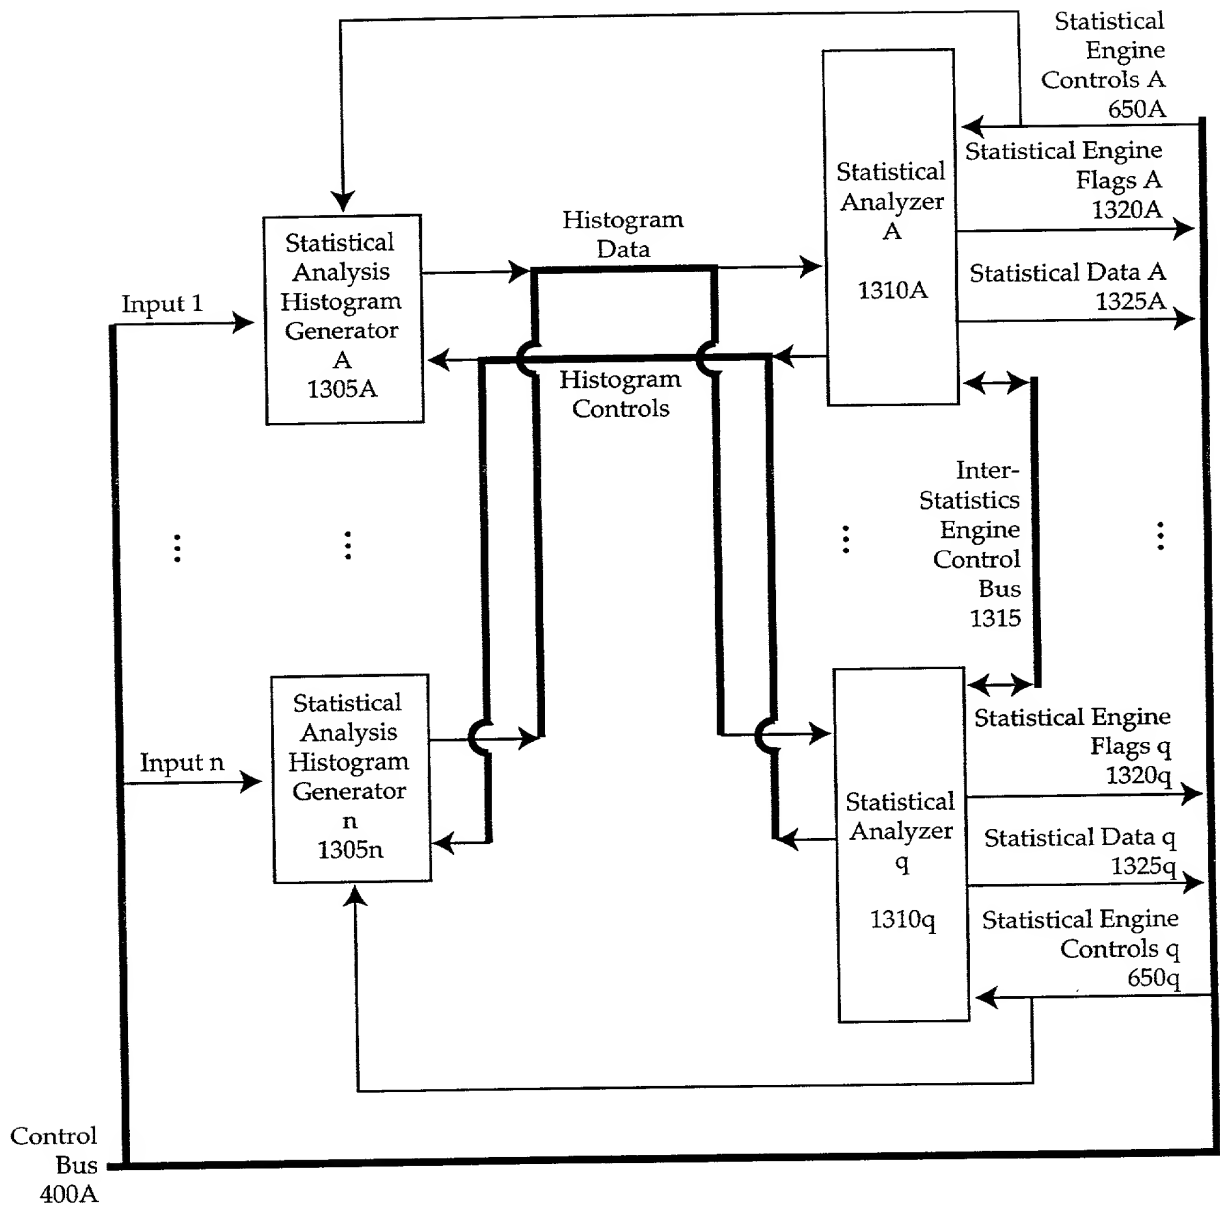 Statistical
Engine
Controls A
650A
Statistical Engine
Flags A
1320A
Statistical Data A
1325A
Statistical
Analyzer
A
1310A
Histogram
Data
Statistical
Analysis
Histogram
Generator
A
1305A
Input 1
Histogram
Controls
Inter-
Statistics
Engine
Control
Bus
1315
Statistical
Analysis
Histogram
Generator
n
1305n
Input n
Statistical Engine
Flags q
1320q
Statistical
Analyzer
q
1310q
Statistical Data q
1325q
Statistical Engine
Controls q
650q
Control
Bus
400A